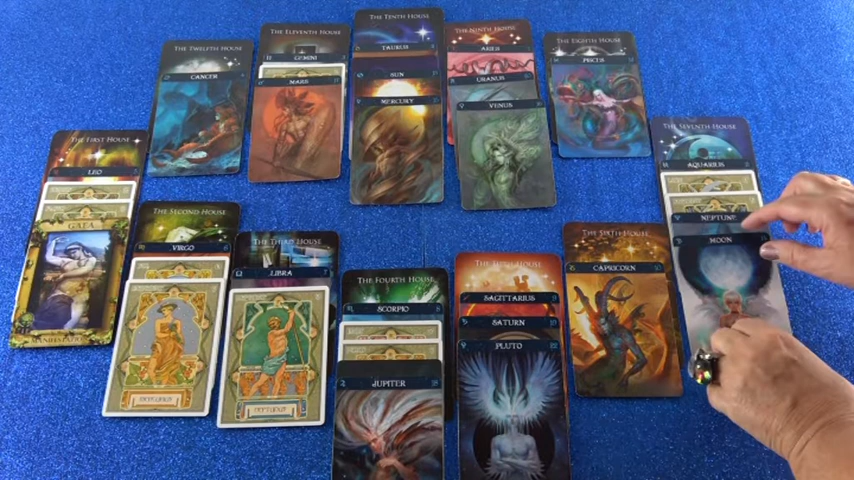 THE TENTH HOUSE
TAURUS
SUN
MERCURY
THE ELEVENTH HOUSE
GEMINI
MARS
THE NINTH HOUSE
ARIES
URANUS
VENUS
THE TWELFTH HOUSE
CANCER
THE EIGHTH HOUSE
PISCES
THE FIRST HOUSE
LEO
GAEA
THE SEVENTH HOUSE
AQUARIUS
NEPTUNE
MOON
THE SECOND HOUSE
VIRGO
THE THIRD HOUSE
LIBRA
THE FOURTH HOUSE
SCORPIO
JUPITER
THE FIFTH HOUSE
SAGITTARIUS
SATURN
PLUTO
THE SIXTH HOUSE
CAPRICORN